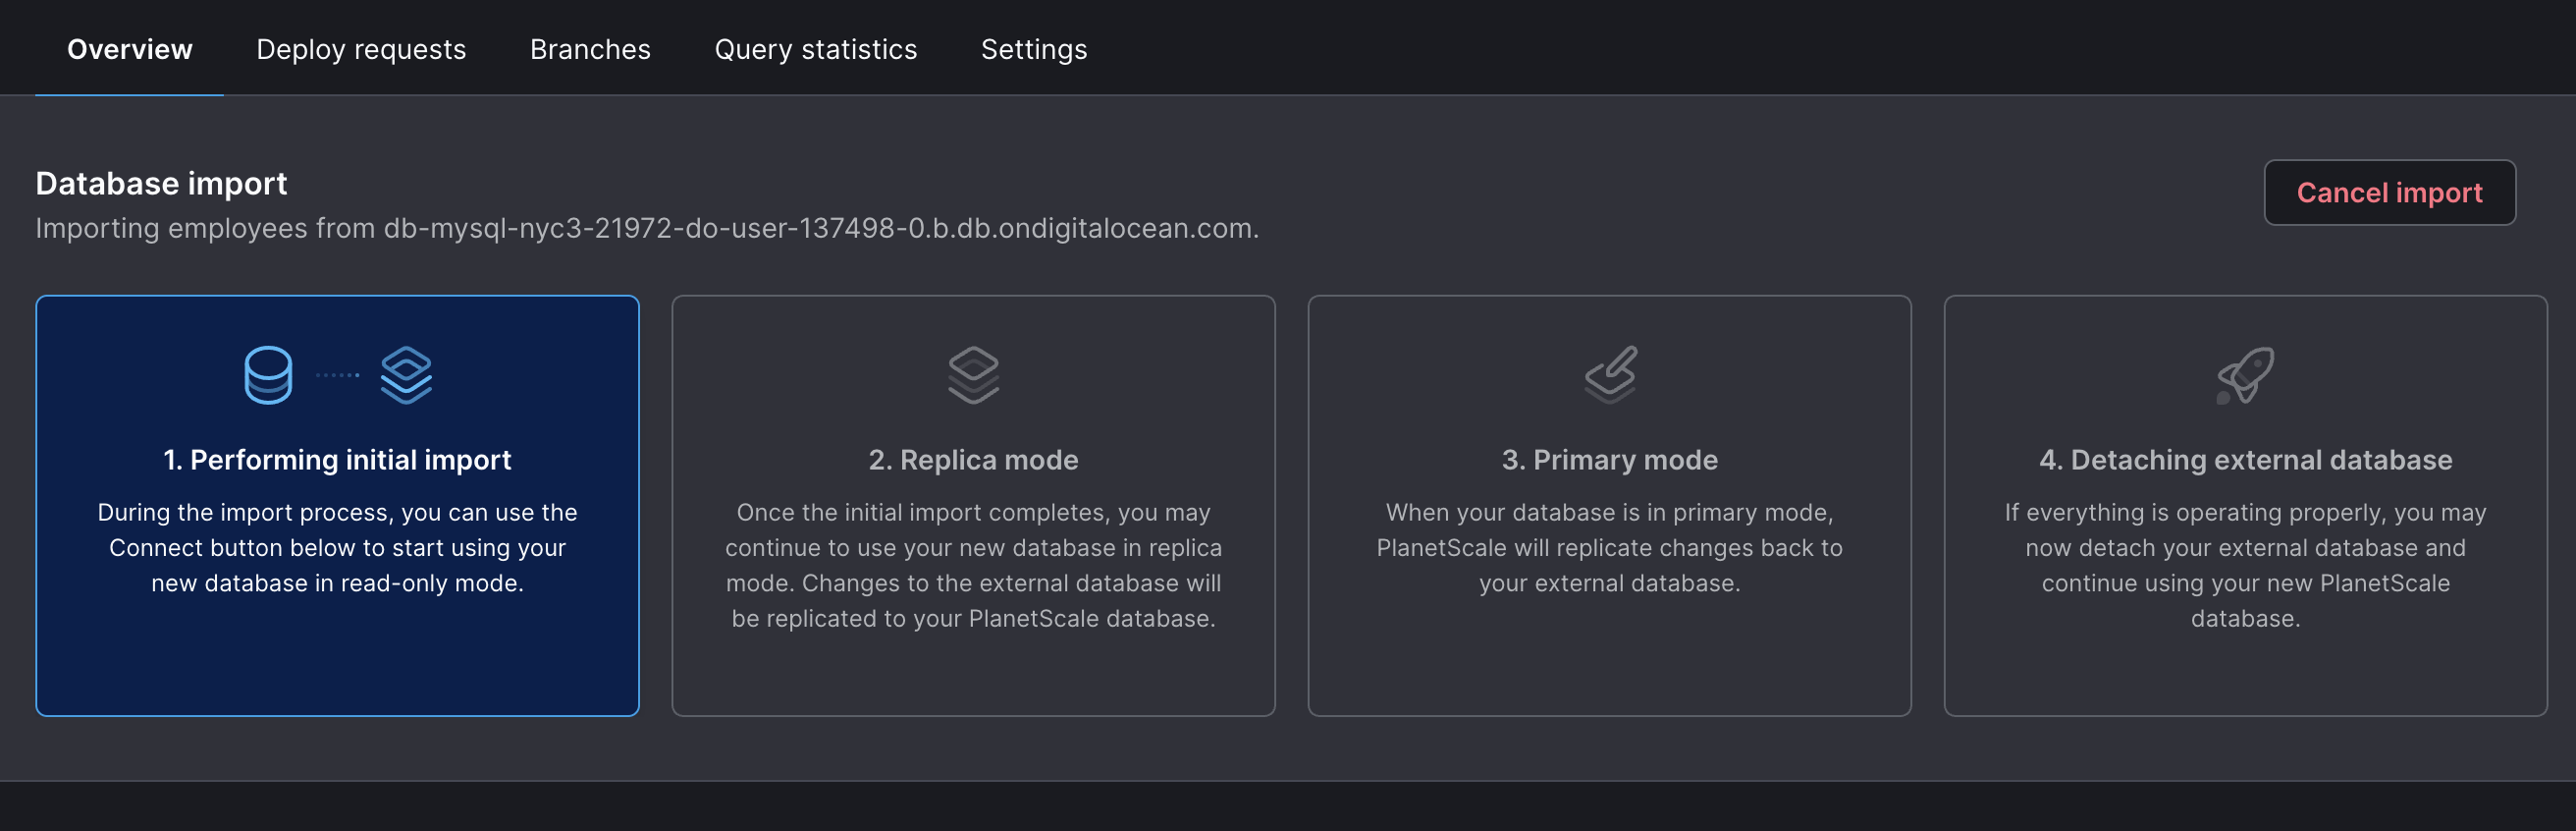 Overview
Deploy requests
Branches
Query statistics
Settings
Database import
Importing employees from db-mysql-nyc3-21972-do-user-137498-0.b.db.ondigitalocean.com.
Cancel import
1. Performing initial import
During the import process, you can use the
Connect button below to start using your
new database in read-only mode.
2. Replica mode
Once the initial import completes, you may
continue to use your new database in replica
mode. Changes to the external database will
be replicated to your PlanetScale database.
3. Primary mode
When your database is in primary mode,
PlanetScale will replicate changes back to
your external database.
4. Detaching external database
If everything is operating properly, you may
now detach your external database and
continue using your new PlanetScale
database.